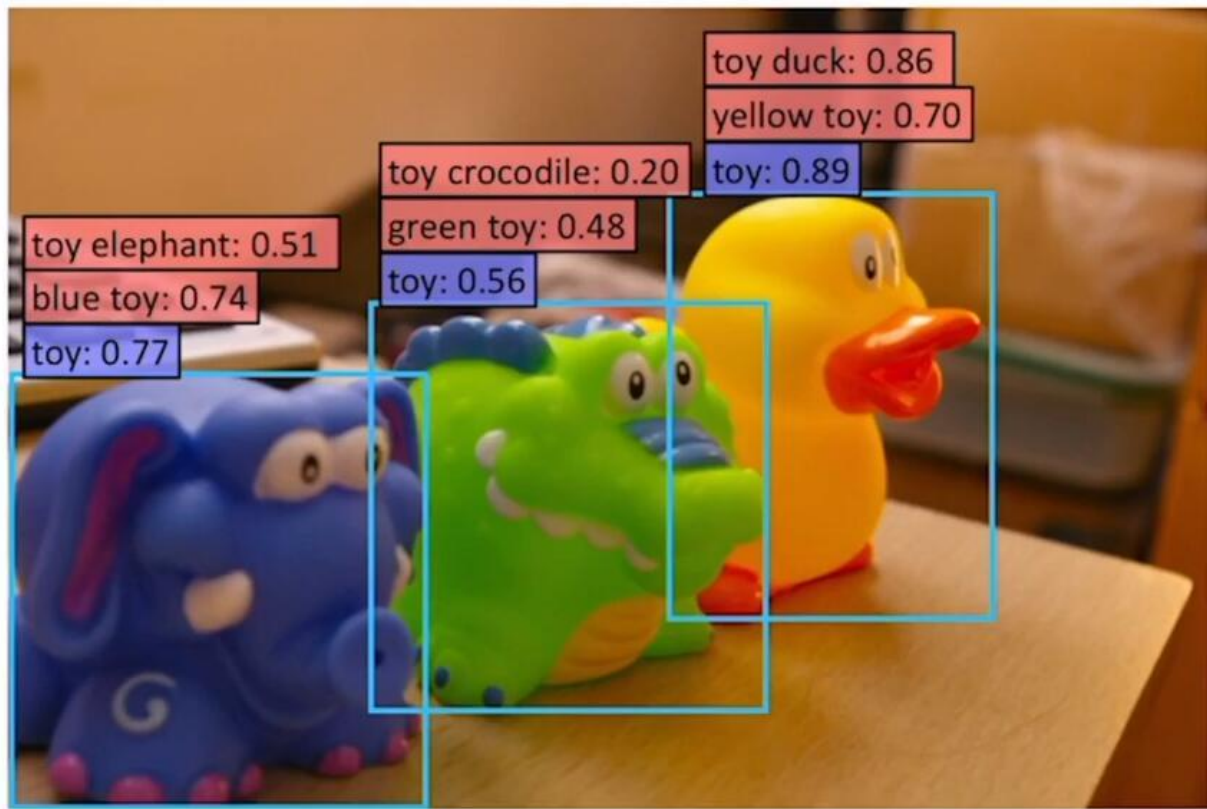 toy elephant: 0.51
blue toy: 0.74
toy: 0.77
toy crocodile: 0.20
green toy: 0.48
toy: 0.56
toy duck: 0.86
yellow toy: 0.70
toy: 0.89